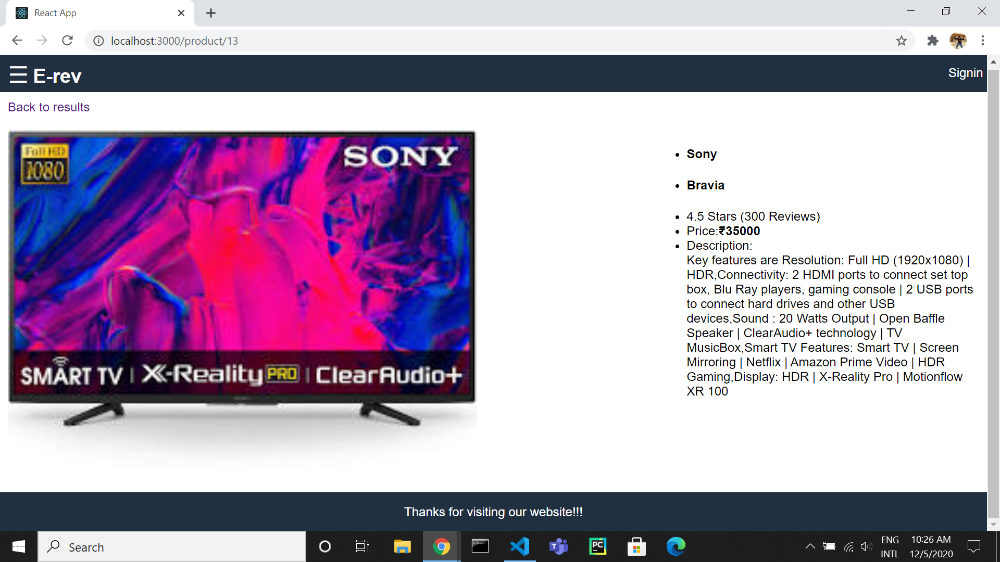 React App
localhost:3000/product/13
☰ E-rev
Signin
Back to results
Full HD
1080
SONY
SMART TV | X-Reality PRO | ClearAudio+
• Sony
• Bravia
• 4.5 Stars (300 Reviews)
• Price:₹35000
• Description:
Key features are Resolution: Full HD (1920x1080) |
HDR,Connectivity: 2 HDMI ports to connect set top
box, Blu Ray players, gaming console | 2 USB ports
to connect hard drives and other USB
devices,Sound : 20 Watts Output | Open Baffle
Speaker | ClearAudio+ technology | TV
MusicBox,Smart TV Features: Smart TV | Screen
Mirroring | Netflix | Amazon Prime Video | HDR
Gaming,Display: HDR | X-Reality Pro | Motionflow
XR 100
Thanks for visiting our website!!!
Search
PC
T
ENG
INTL
10:26 AM
12/5/2020